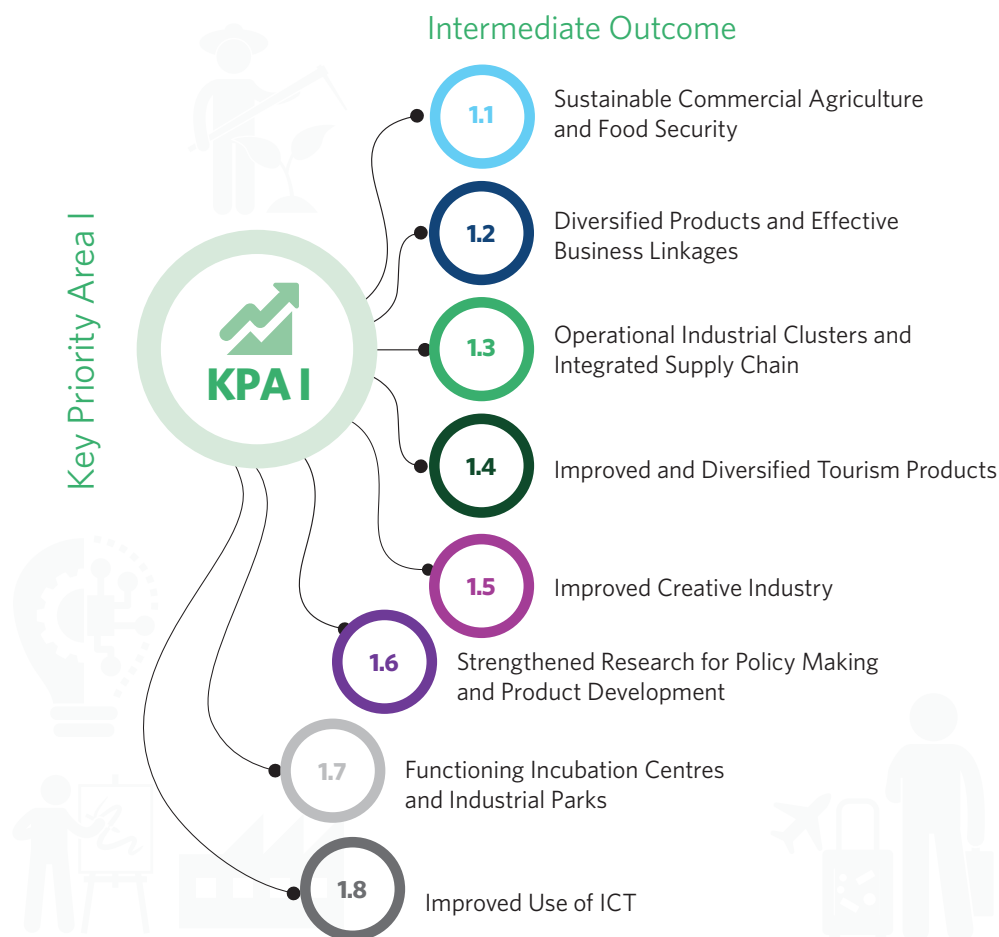 Intermediate Outcome
Key Priority Area I
KPA I
1.1
Sustainable Commercial Agriculture
and Food Security
1.2
Diversified Products and Effective
Business Linkages
1.3
Operational Industrial Clusters and
Integrated Supply Chain
1.4
Improved and Diversified Tourism Products
1.5
Improved Creative Industry
1.6
Strengthened Research for Policy Making
and Product Development
1.7
Functioning Incubation Centres
and Industrial Parks
1.8
Improved Use of ICT